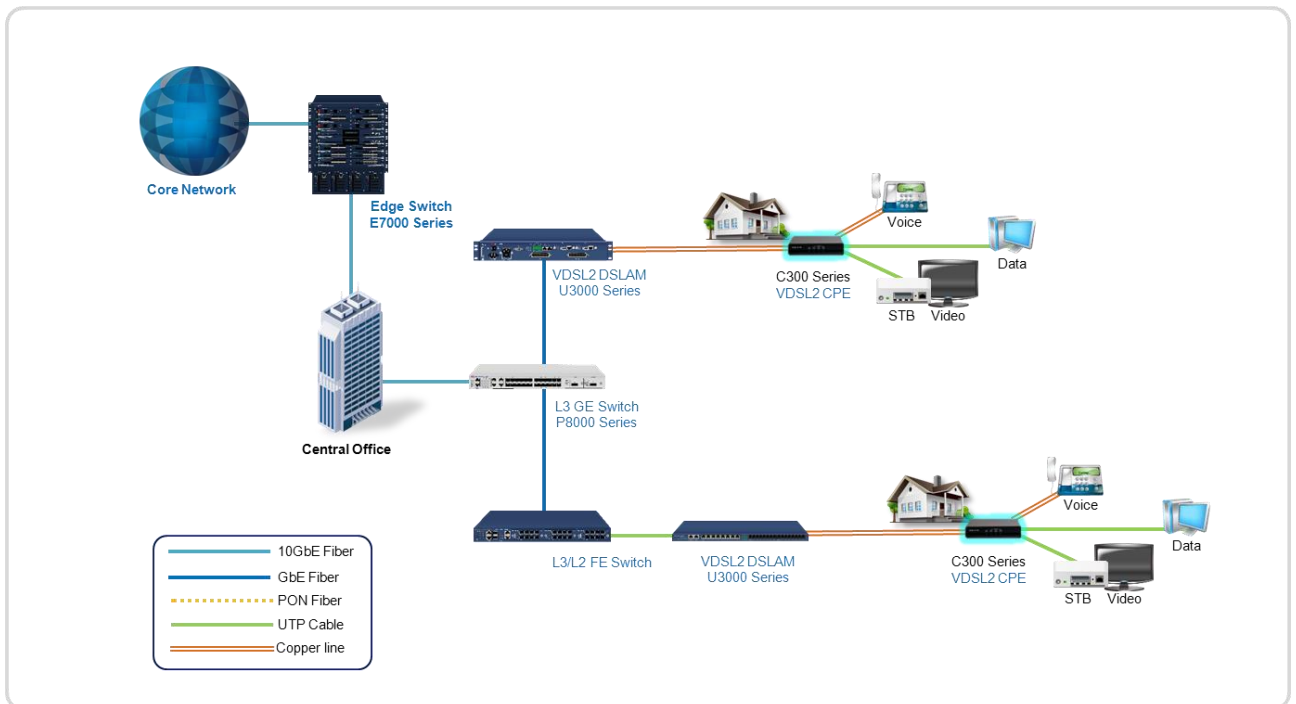 Core Network
Edge Switch
E7000 Series
Voice
VDSL2 DSLAM
U3000 Series
C300 Series
VDSL2 CPE
Data
STB Video
L3 GE Switch
P8000 Series
Central Office
Voice
L3/L2 FE Switch
VDSL2 DSLAM
U3000 Series
C300 Series
VDSL2 CPE
Data
STB Video
10GbE Fiber
GbE Fiber
PON Fiber
UTP Cable
Copper line